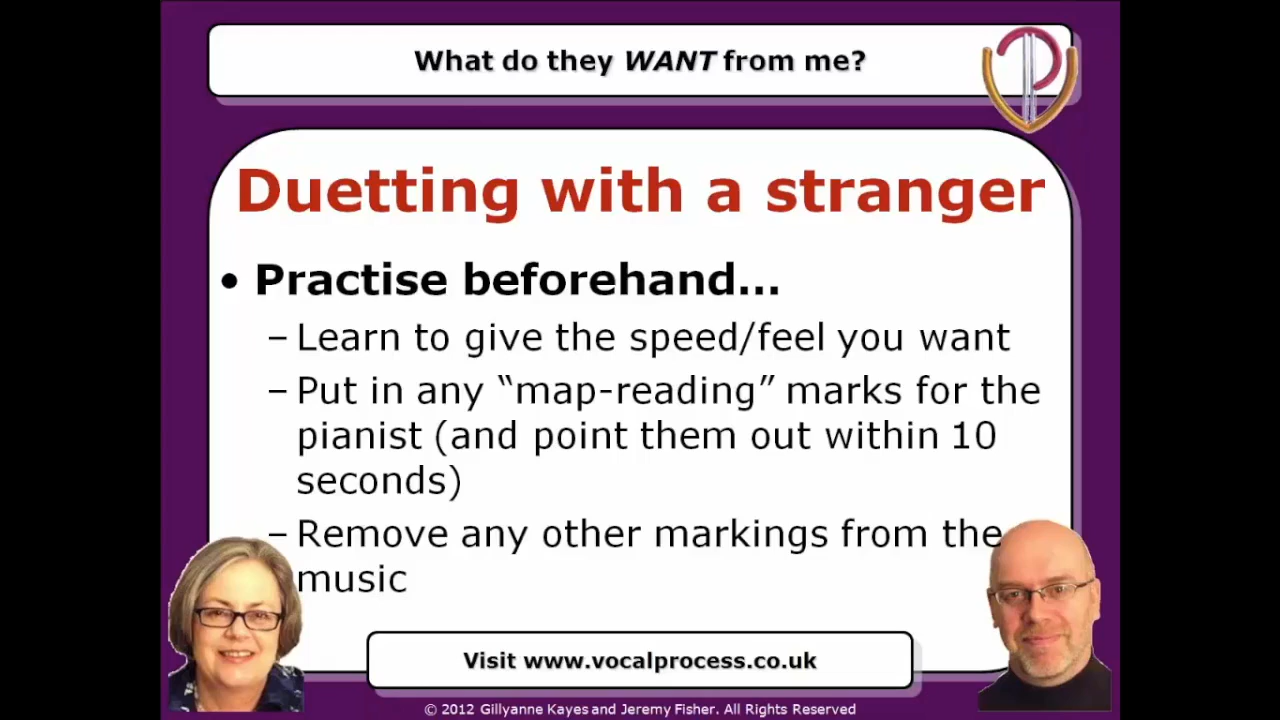 What do they WANT from me?
Duetting with a stranger
• Practise beforehand...
–Learn to give the speed/feel you want
–Put in any “map-reading” marks for the
pianist (and point them out within 10
seconds)
–Remove any other markings from the
music
Visit www.vocalprocess.co.uk
© 2012 Gillyanne Kayes and Jeremy Fisher. All Rights Reserved